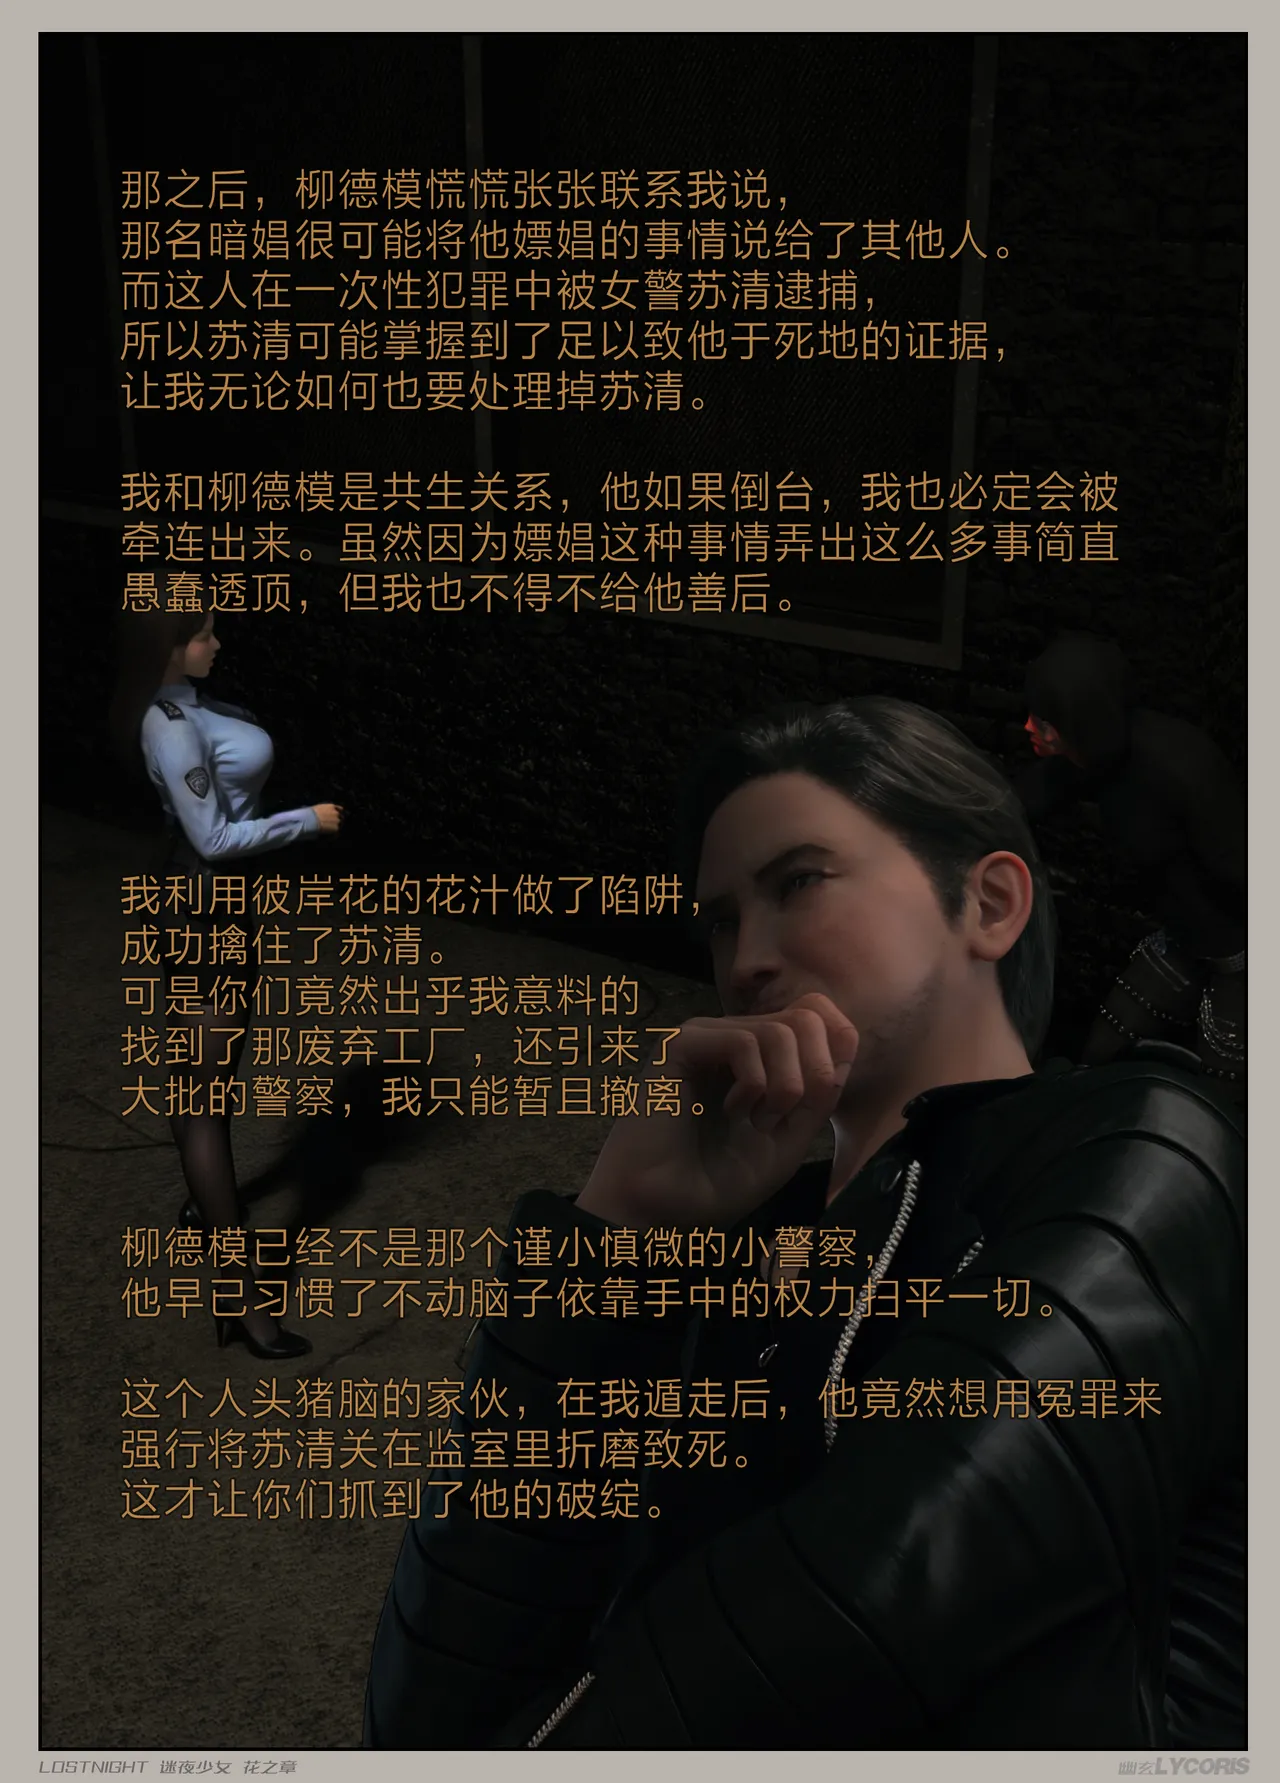 那之后，柳德模慌慌张张联系我说，
那名暗娼很可能将他嫖娼的事情说给了其他人。
而这人在一次性犯罪中被女警苏清逮捕，
所以苏清可能掌握到了足以致他于死地的证据，
让我无论如何也要处理掉苏清。
我和柳德模是共生关系，他如果倒台，我也必定会被
牵连出来。虽然因为嫖娼这种事情弄出这么多事简直
愚蠢透顶，但我也不得不给他善后。
我利用彼岸花的花汁做了陷阱，
成功擒住了苏清。
可是你们竟然出乎我意料的
找到了那废弃工厂，还引来了
大批的警察，我只能暂且撤离。
柳德模已经不是那个谨小慎微的小警察，
他早已习惯了不动脑子依靠手中的权力扫平一切。
这个人头猪脑的家伙，在我遁走后，他竟然想用冤罪来
强行将苏清关在监室里折磨致死。
这才让你们抓到了他的破绽。
LOSTNIGHT 迷夜少女 花之章
幽玄LYCORIS